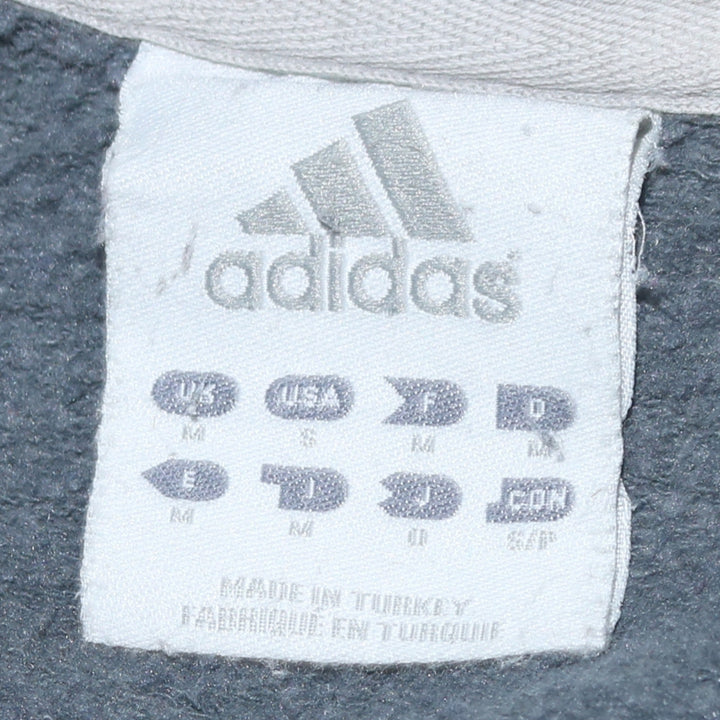 adidas
UK USA F D
M S M M
E I J CDN
M M O S/P
MADE IN TURKEY
FABRIQUÉ EN TURQUIE